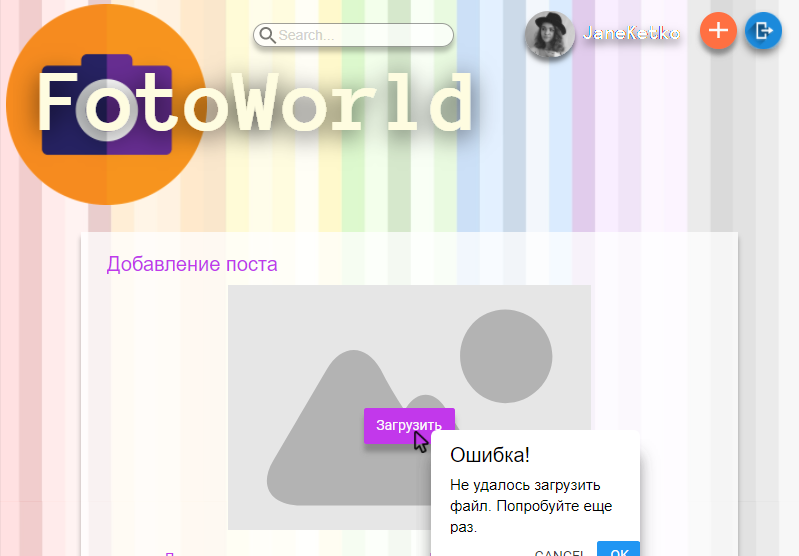 Search...
JaneKetko
FotoWorld
Добавление поста
Загрузить
Ошибка!
Не удалось загрузить
файл. Попробуйте еще
раз.
CANCEL OK